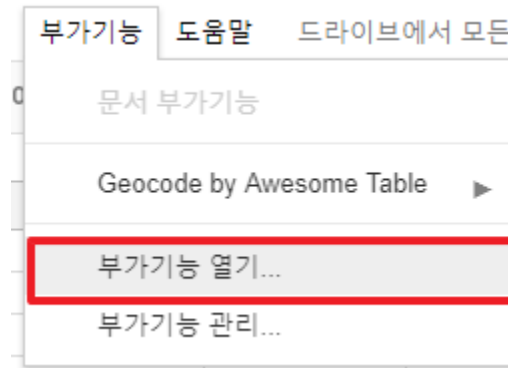 부가기능 도움말 드라이브에서 모든
문서 부가기능
Geocode by Awesome Table ▶
부가기능 열기...
부가기능 관리...